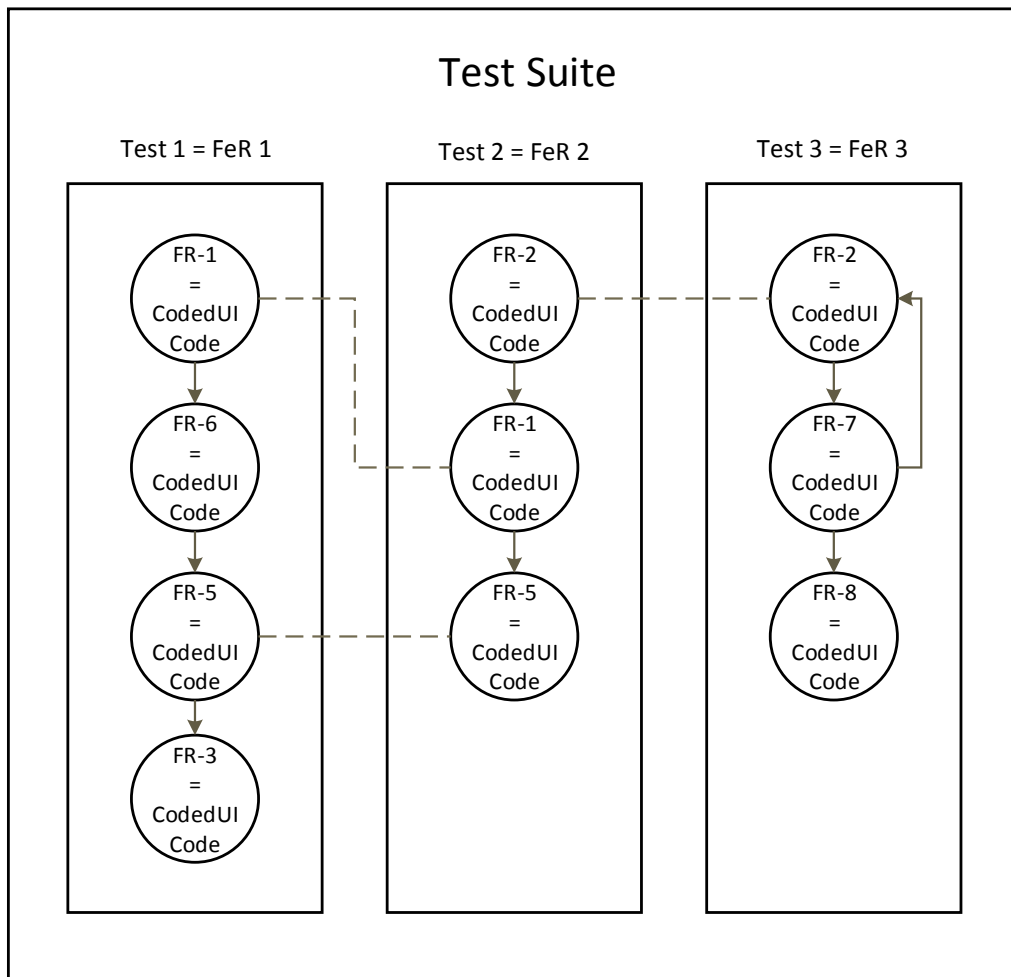 Test Suite
Test 1 = FeR 1
Test 2 = FeR 2
Test 3 = FeR 3
FR-1
=
CodedUI
Code
FR-6
=
CodedUI
Code
FR-5
=
CodedUI
Code
FR-3
=
CodedUI
Code
FR-2
=
CodedUI
Code
FR-1
=
CodedUI
Code
FR-5
=
CodedUI
Code
FR-2
=
CodedUI
Code
FR-7
=
CodedUI
Code
FR-8
=
CodedUI
Code